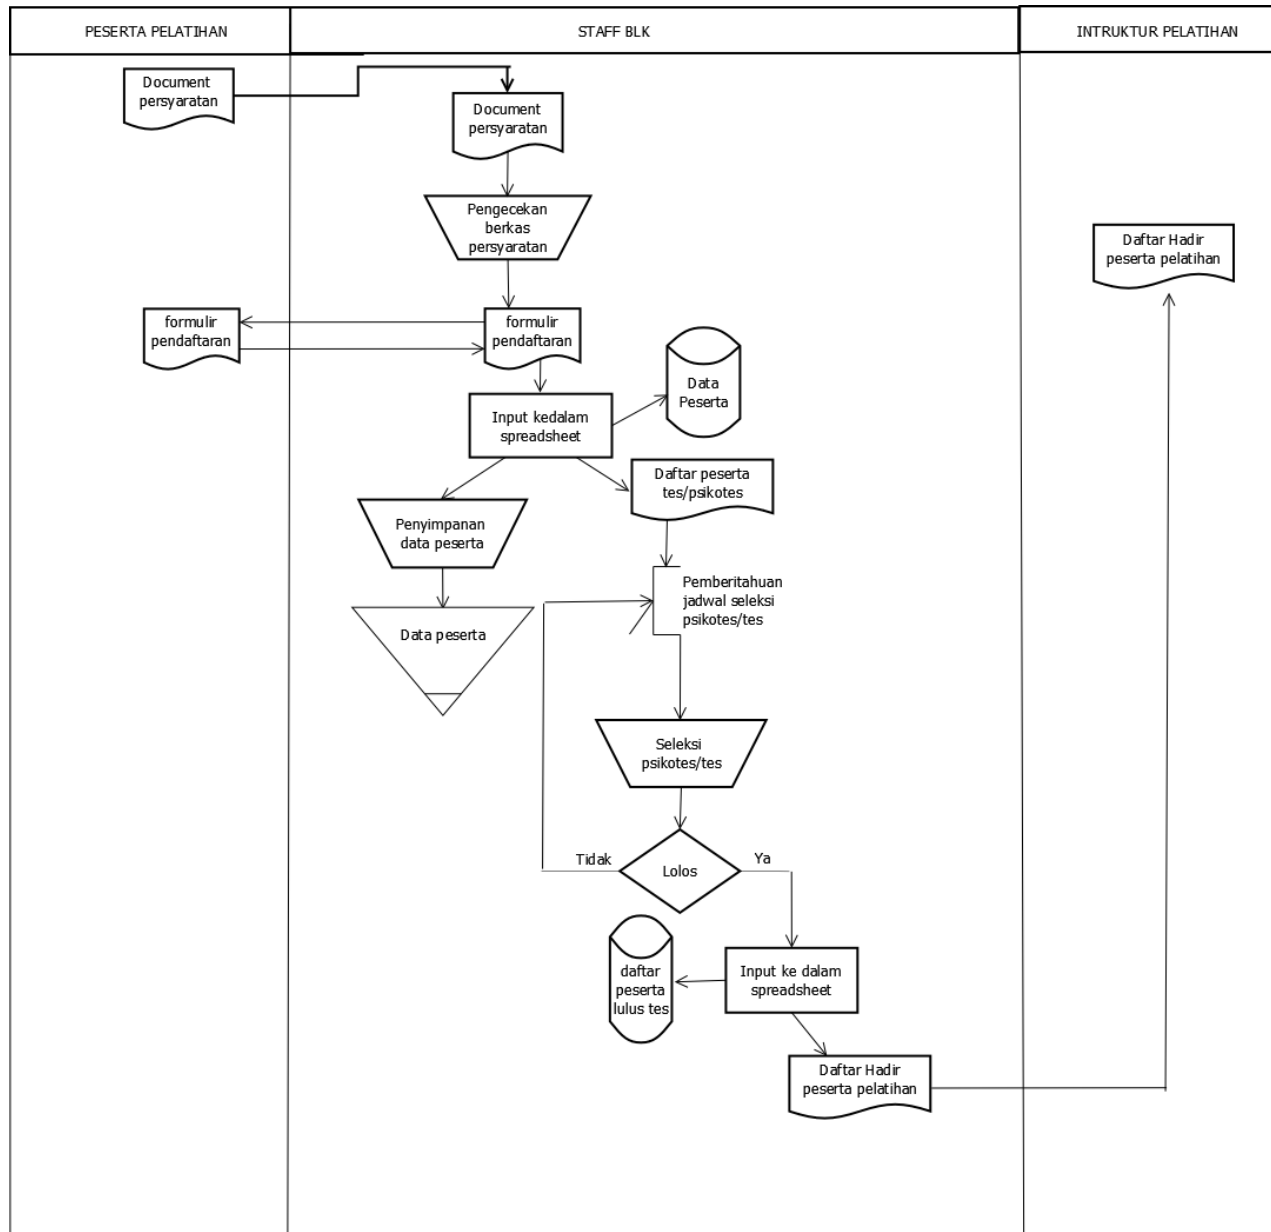 PESERTA PELATIHAN
STAFF BLK
INTRUKTUR PELATIHAN
Document
persyaratan
Document
persyaratan
Pengecekan
berkas
persyaratan
Daftar Hadir
peserta pelatihan
formulir
pendaftaran
formulir
pendaftaran
Data
Peserta
Input kedalam
spreadsheet
Daftar peserta
tes/psikotes
Penyimpanan
data peserta
Pemberitahuan
jadwal seleksi
psikotes/tes
Data peserta
Seleksi
psikotes/tes
Tidak
Lolos
Ya
daftar
peserta
lulus tes
Input ke dalam
spreadsheet
Daftar Hadir
peserta pelatihan